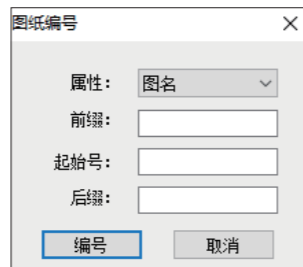 图纸编号
属性： 图名
前缀：
起始号：
后缀：
编号 取消